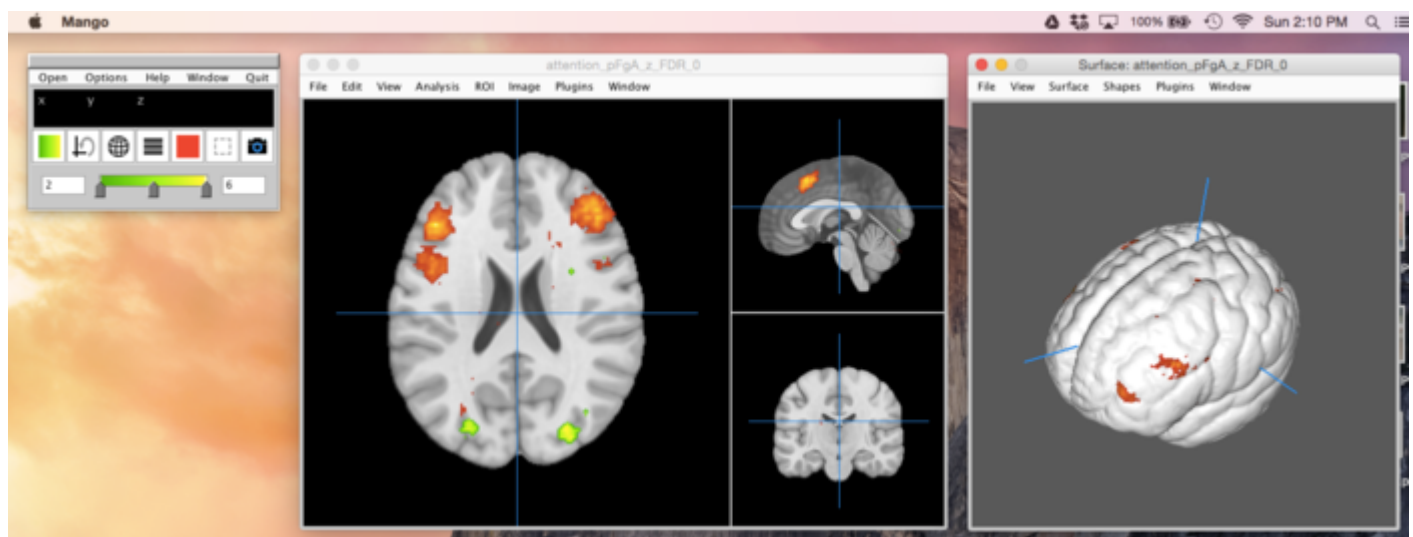 Mango
100% Sun 2:10 PM
Open Options Help Window Quit
x y z
2 6
attention_pFgA_z_FDR_0
File Edit View Analysis ROI Image Plugins Window
Surface: attention_pFgA_z_FDR_0
File View Surface Shapes Plugins Window